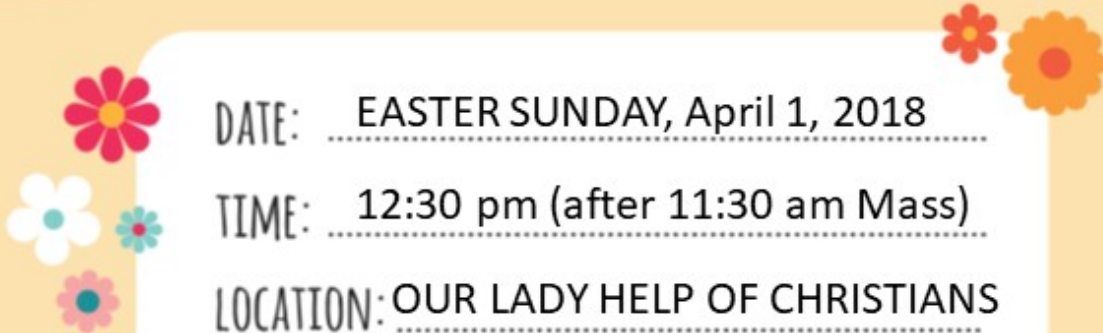 DATE: EASTER SUNDAY, April 1, 2018
TIME: 12:30 pm (after 11:30 am Mass)
LOCATION: OUR LADY HELP OF CHRISTIANS